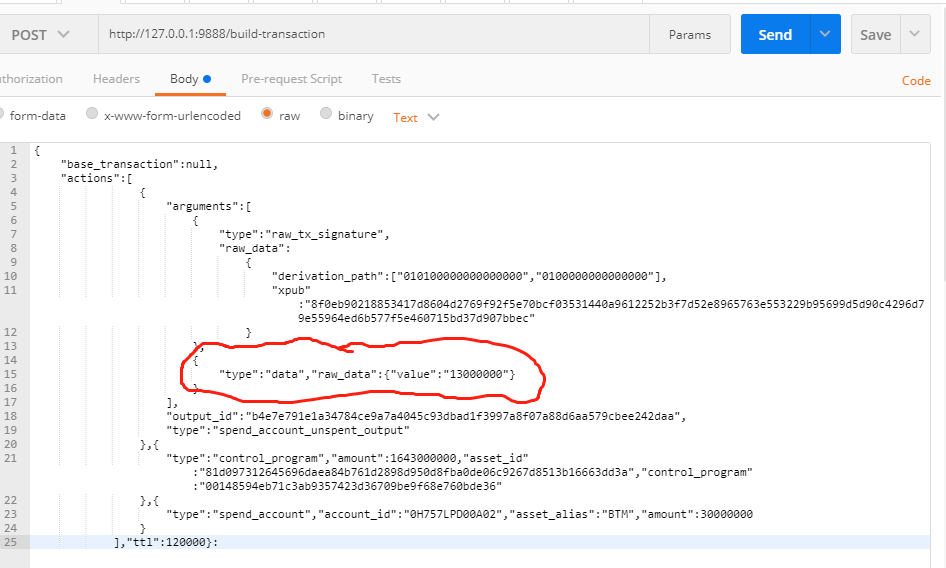 POST http://127.0.0.1:9888/build-transaction Params Send Save
uthorization Headers Body Pre-request Script Tests Code
form-data x-www-form-urlencoded raw binary Text
1 {
2 "base_transaction":null,
3 "actions":[
4 {
5 "arguments":[
6 {
7 "type":"raw_tx_signature",
8 "raw_data":
9 {
10 "derivation_path":["010100000000000000","0100000000000000"],
11 "xpub"
:"8f0eb90218853417d8604d2769f92f5e70bcf03531440a9612252b3f7d52e8965763e553229b95699d5d90c4296d7
9e55964ed6b577f5e460715bd37d907bbec"
12 }
13 },
14 {
15 "type":"data","raw_data":{"value":"13000000"}
16 }
17 ],
18 "output_id":"b4e7e791e1a34784ce9a7a4045c93dbad1f3997a8f07a88d6aa579cbee242daa",
19 "type":"spend_account_unspent_output"
20 },{
21 "type":"control_program","amount":1643000000,"asset_id"
:"81d097312645696daea84b761d2898d950d8fba0de06c9267d8513b16663dd3a","control_program"
:"00148594eb71c3ab9357423d36709be9f68e760bde36"
22 },{
23 "type":"spend_account","account_id":"0H757LPD00A02","asset_alias":"BTM","amount":30000000
24 }
25 ],"ttl":120000}: